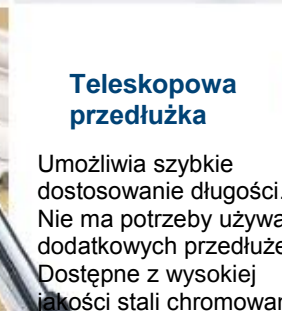 Teleskopowa
przedłużka
Umożliwia szybkie
dostosowanie długości.
Nie ma potrzeby używa
dodatkowych przedłuże
Dostępne z wysokiej
jakości stali chromowan